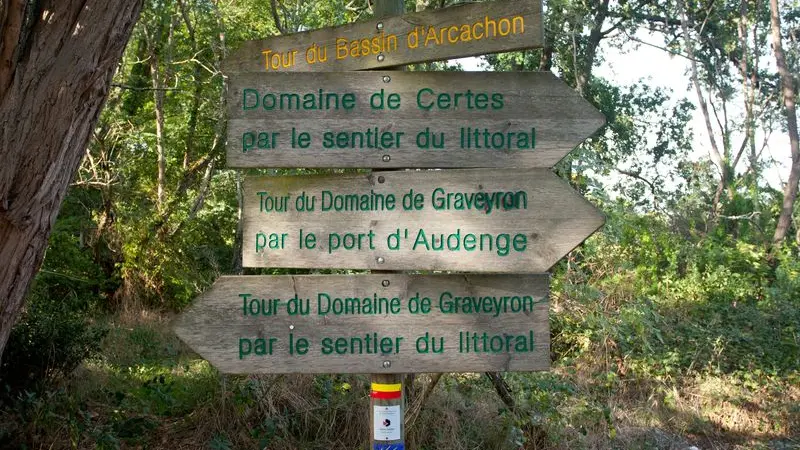 Tour du Bassin d'Arcachon
Domaine de Certes
par le sentier du littoral
Tour du Domaine de Graveyron
par le port d'Audenge
Tour du Domaine de Graveyron
par le sentier du littoral